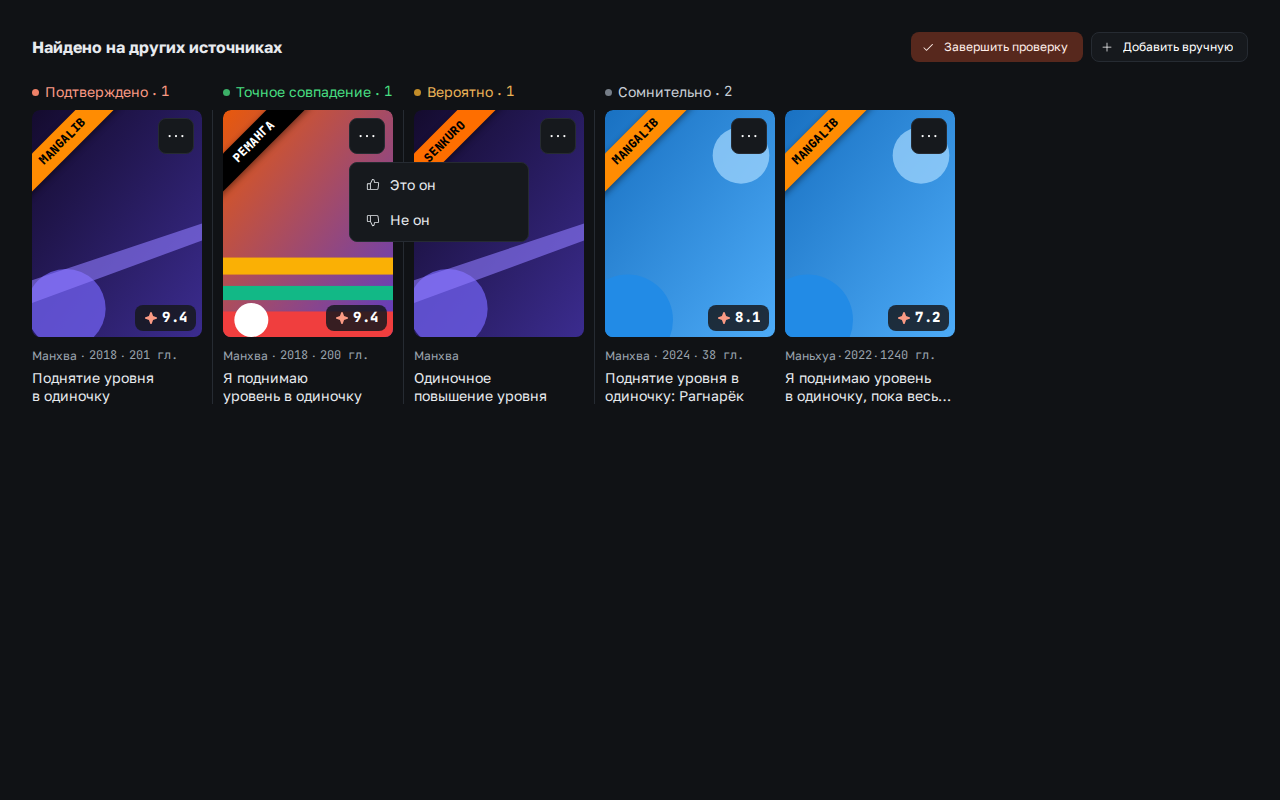 Найдено на других источниках
Завершить проверку
Добавить вручную
Подтверждено · 1
Точное совпадение · 1
Вероятно · 1
Сомнительно · 2
MANGALIB
РЕМАНГА
SENKURO
MANGALIB
MANGALIB
Это он
Не он
9.4
9.4
8.1
7.2
Манхва · 2018 · 201 гл.
Поднятие уровня
в одиночку
Манхва · 2018 · 200 гл.
Я поднимаю
уровень в одиночку
Манхва
Одиночное
повышение уровня
Манхва · 2024 · 38 гл.
Поднятие уровня в
одиночку: Рагнарёк
Маньхуа · 2022 · 1240 гл.
Я поднимаю уровень
в одиночку, пока весь...